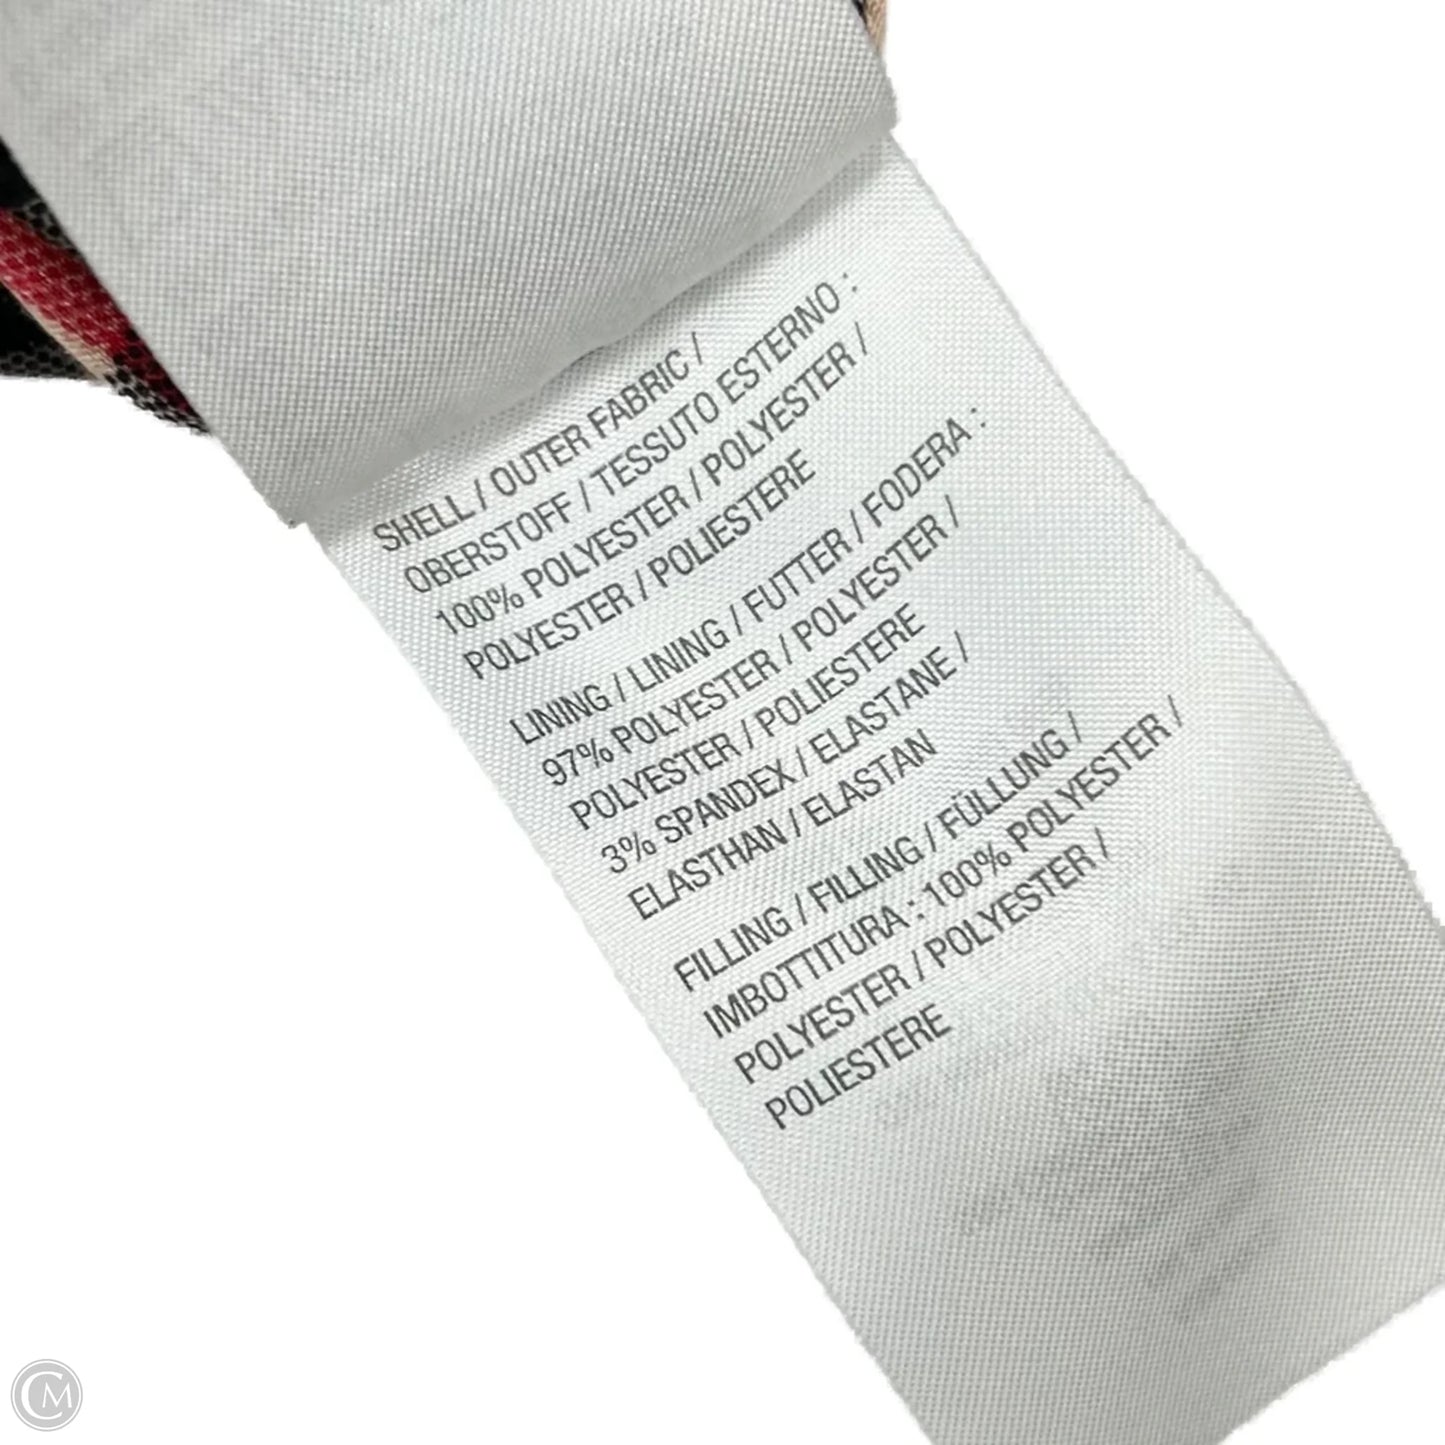 SHELL / OUTER FABRIC /
OBERSTOFF / TESSUTO ESTERNO :
100% POLYESTER / POLYESTER /
POLYESTER / POLIESTERE
LINING / LINING / FUTTER / FODERA :
97% POLYESTER / POLYESTER /
POLYESTER / POLIESTERE
3% SPANDEX / ELASTANE /
ELASTHAN / ELASTAN
FILLING / FILLING / FÜLLUNG /
IMBOTTITURA : 100% POLYESTER /
POLYESTER / POLYESTER /
POLIESTERE
CM